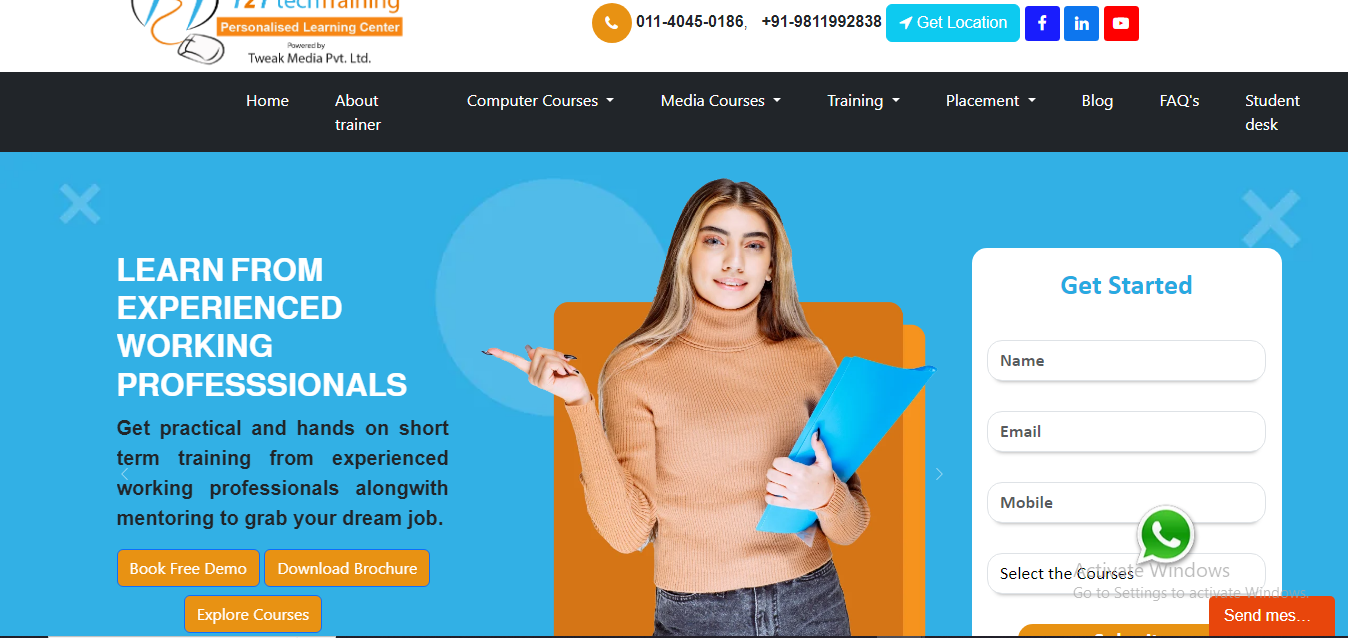 121 techTraining
Personalised Learning Center
Powered by
Tweak Media Pvt. Ltd.
011-4045-0186, +91-9811992838 Get Location
Home About trainer Computer Courses Media Courses Training Placement Blog FAQ's Student desk
LEARN FROM
EXPERIENCED
WORKING
PROFESSSIONALS
Get practical and hands on short
term training from experienced
working professionals alongwith
mentoring to grab your dream job.
Book Free Demo Download Brochure
Explore Courses
Get Started
Name
Email
Mobile
Select the Courses
Activate Windows
Go to Settings to activate Windows.
Submit
Send mes...